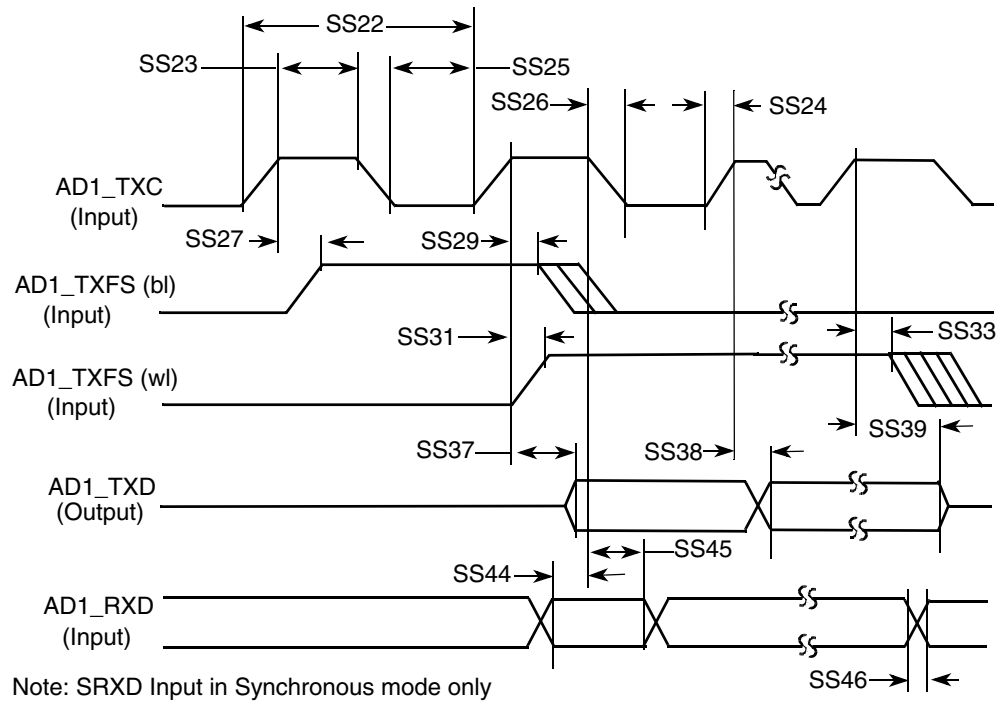 SS22
SS23
SS25
SS26
SS24
AD1_TXC
(Input)
SS27
SS29
AD1_TXFS (bl)
(Input)
SS31
SS33
AD1_TXFS (wl)
(Input)
SS39
SS37
SS38
AD1_TXD
(Output)
SS45
SS44
AD1_RXD
(Input)
SS46
Note: SRXD Input in Synchronous mode only